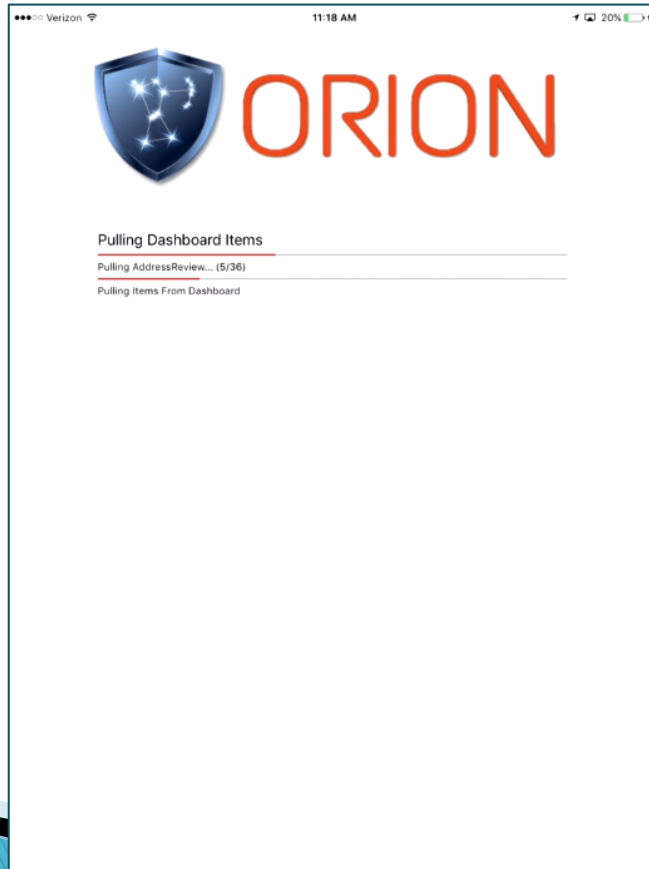 Verizon 11:18 AM 20%
ORION
Pulling Dashboard Items
Pulling AddressReview... (5/36)
Pulling Items From Dashboard